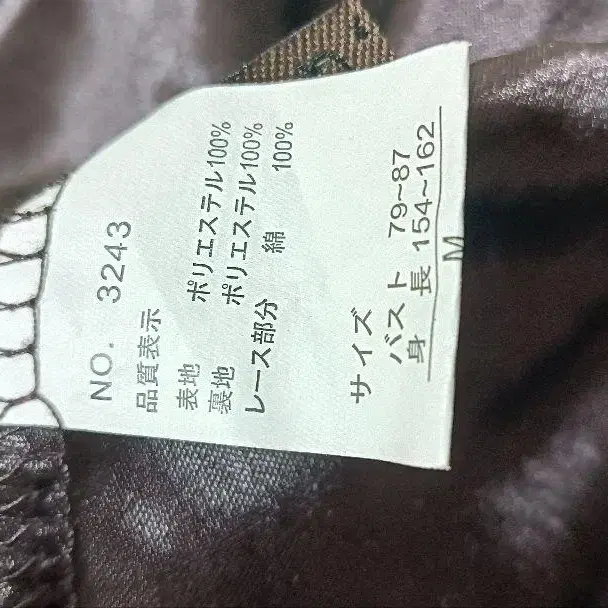 NO. 3243
品質表示
表地 ポリエステル100%
裏地 ポリエステル100%
レース部分 綿 100%
サイズ
バスト 79~87
身長 154~162
M